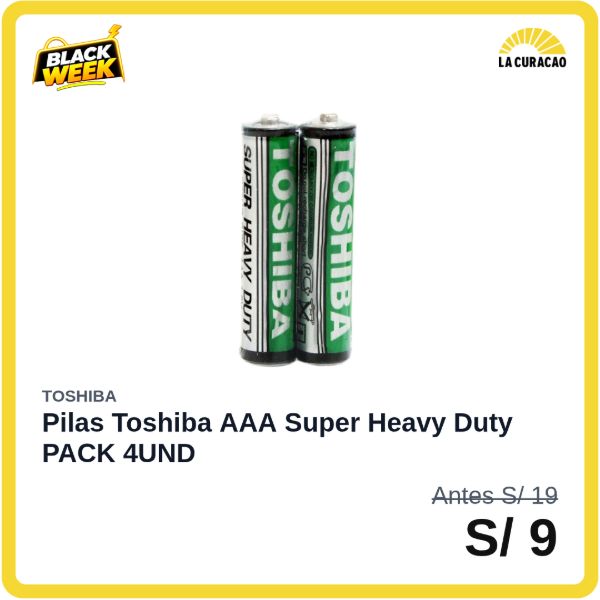 BLACK
WEEK
LA CURACAO
TOSHIBA
SUPER HEAVY DUTY
TOSHIBA
TOSHIBA
Pilas Toshiba AAA Super Heavy Duty
PACK 4UND
Antes S/ 19
S/ 9